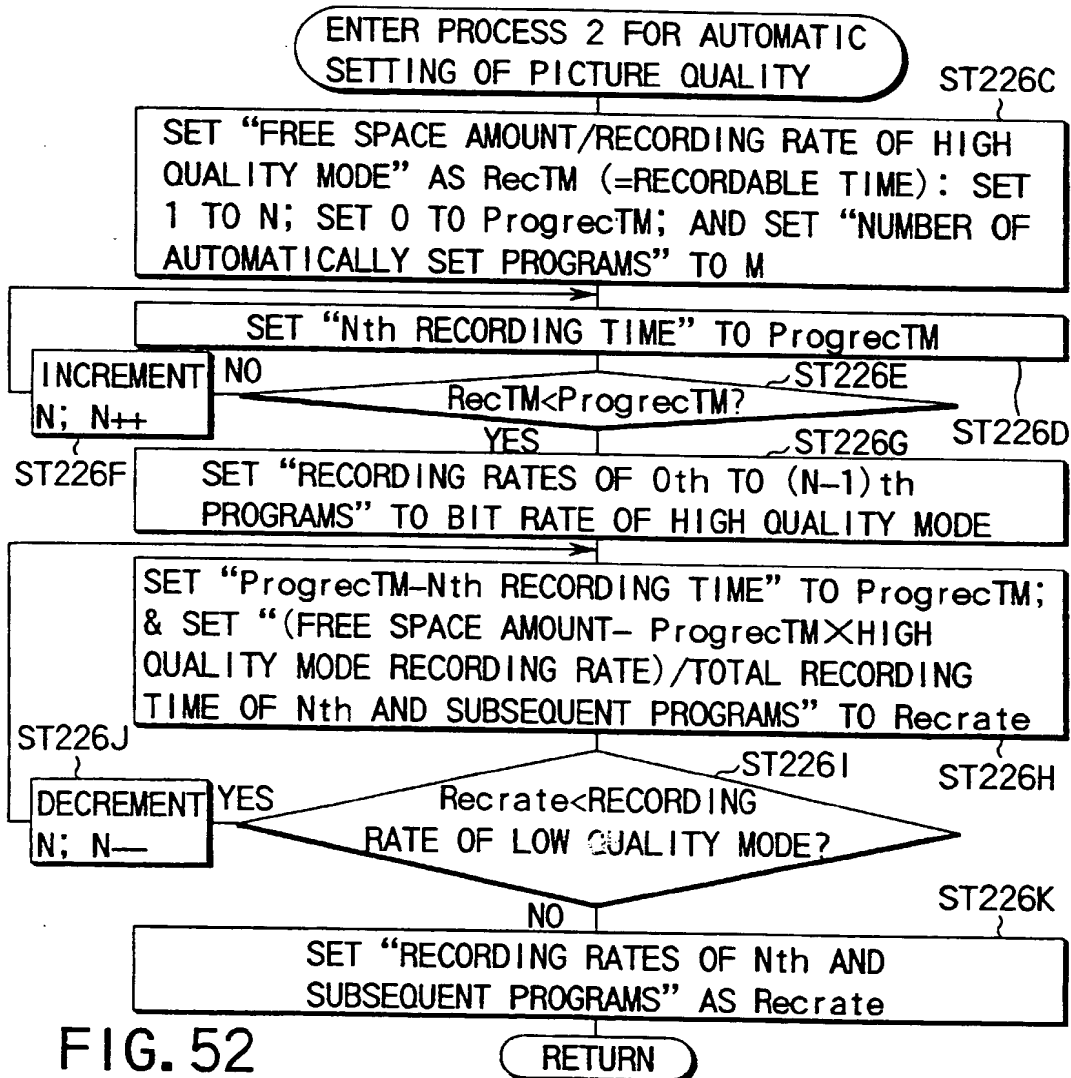 ENTER PROCESS 2 FOR AUTOMATIC
SETTING OF PICTURE QUALITY
ST226C
SET “FREE SPACE AMOUNT/RECORDING RATE OF HIGH
QUALITY MODE” AS RecTM (=RECORDABLE TIME): SET
1 TO N; SET 0 TO ProgrecTM; AND SET “NUMBER OF
AUTOMATICALLY SET PROGRAMS” TO M
SET “Nth RECORDING TIME” TO ProgrecTM
ST226D
INCREMENT
N; N++
ST226F
NO
RecTM<ProgrecTM?
ST226E
YES
ST226G
SET “RECORDING RATES OF 0th TO (N-1)th
PROGRAMS” TO BIT RATE OF HIGH QUALITY MODE
SET “ProgrecTM-Nth RECORDING TIME” TO ProgrecTM;
& SET “(FREE SPACE AMOUNT- ProgrecTM×HIGH
QUALITY MODE RECORDING RATE)/TOTAL RECORDING
TIME OF Nth AND SUBSEQUENT PROGRAMS” TO Recrate
ST226H
ST226J
DECREMENT
N; N—
YES
ST226I
Recrate<RECORDING
RATE OF LOW QUALITY MODE?
NO
ST226K
SET “RECORDING RATES OF Nth AND
SUBSEQUENT PROGRAMS” AS Recrate
RETURN
FIG. 52